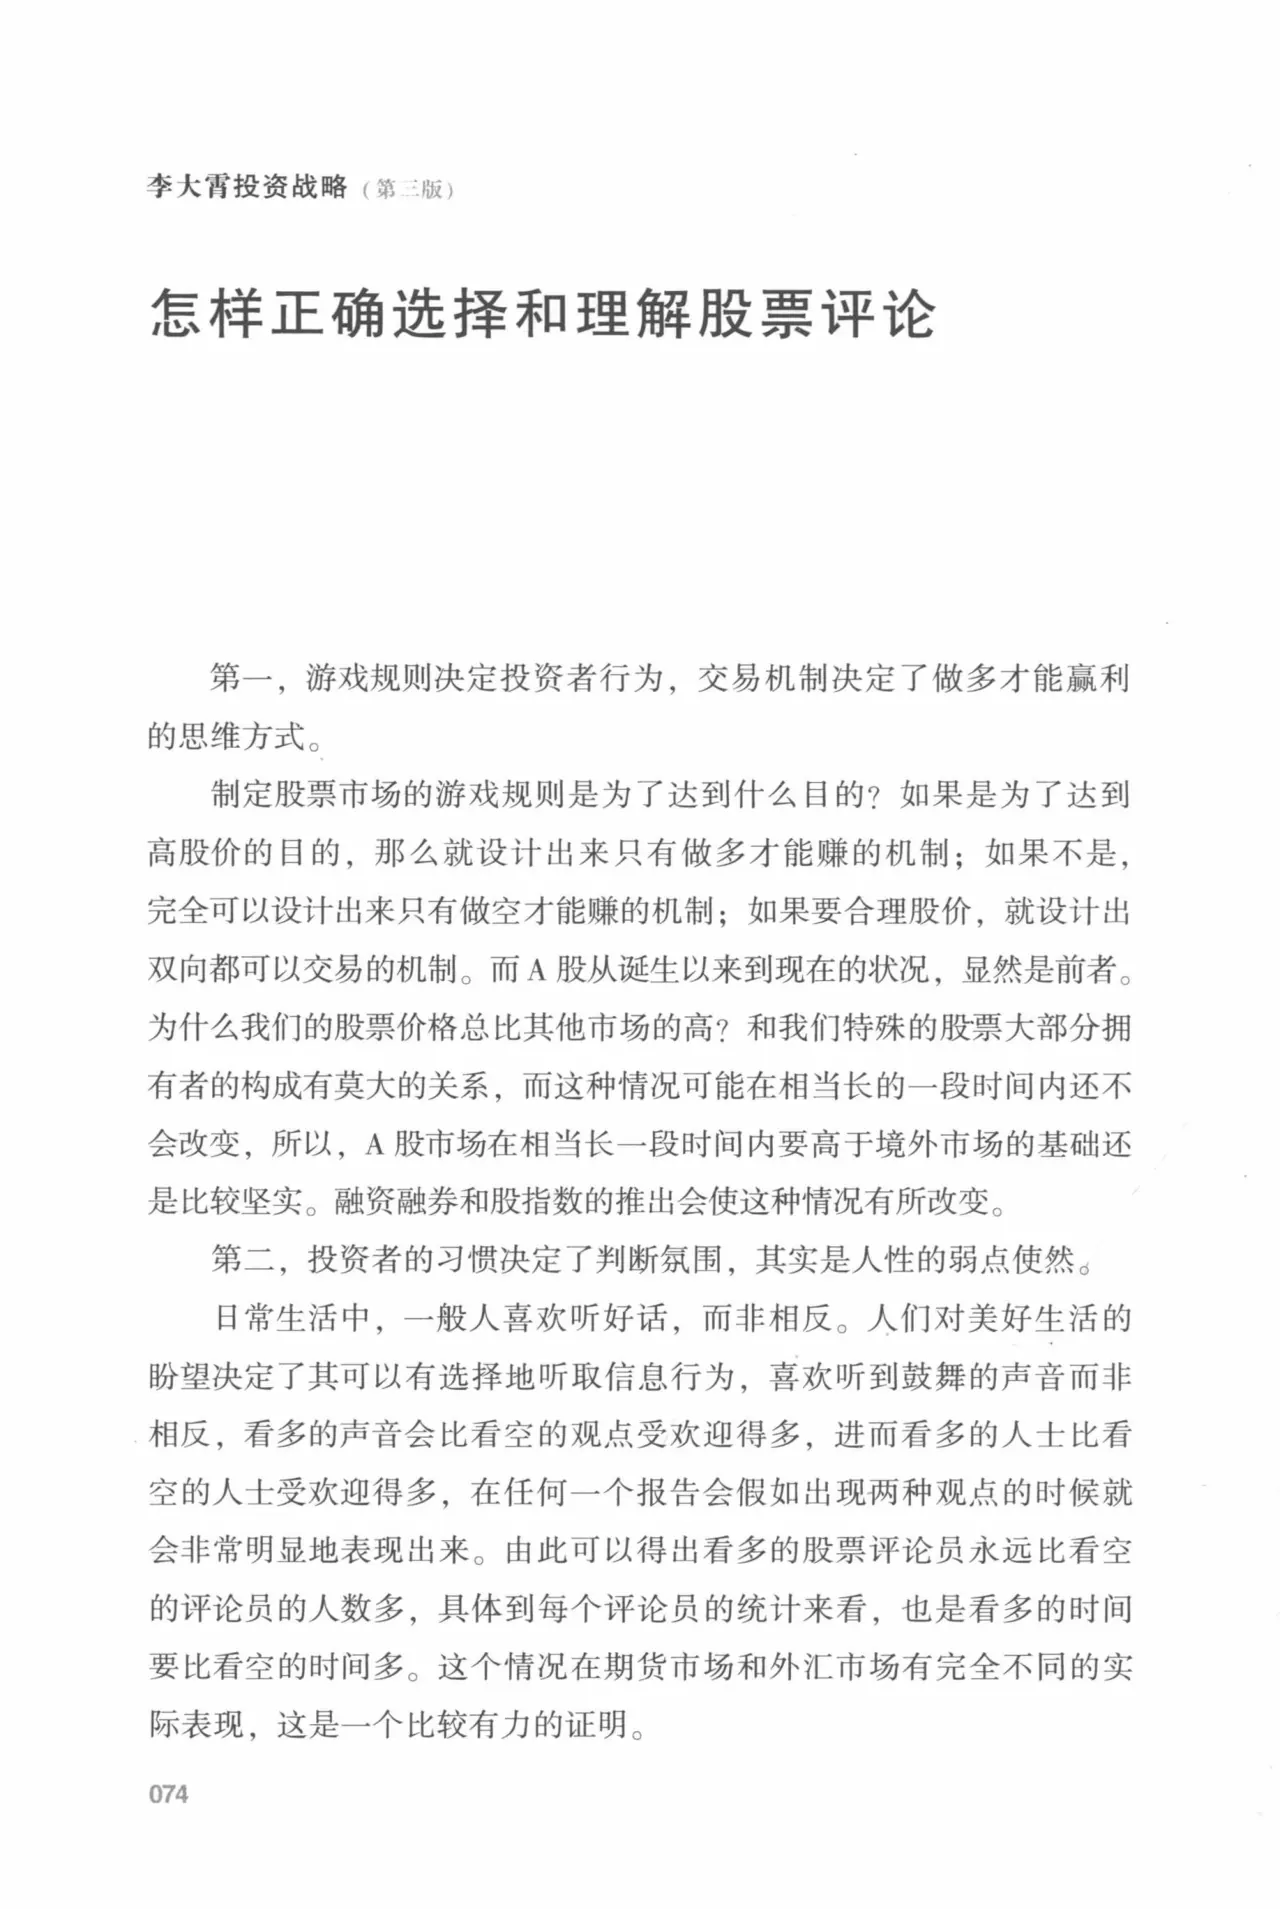 李大霄投资战略（第三版）
怎样正确选择和理解股票评论
第一，游戏规则决定投资者行为，交易机制决定了做多才能赢利
的思维方式。
制定股票市场的游戏规则是为了达到什么目的？如果是为了达到
高股价的目的，那么就设计出来只有做多才能赚的机制；如果不是，
完全可以设计出来只有做空才能赚的机制；如果要合理股价，就设计出
双向都可以交易的机制。而 A 股从诞生以来到现在的状况，显然是前者。
为什么我们的股票价格总比其他市场的高？和我们特殊的股票大部分拥
有者的构成有莫大的关系，而这种情况可能在相当长的一段时间内还不
会改变，所以，A 股市场在相当长一段时间内要高于境外市场的基础还
是比较坚实。融资融券和股指数的推出会使这种情况有所改变。
第二，投资者的习惯决定了判断氛围，其实是人性的弱点使然。
日常生活中，一般人喜欢听好话，而非相反。人们对美好生活的
盼望决定了其可以有选择地听取信息行为，喜欢听到鼓舞的声音而非
相反，看多的声音会比看空的观点受欢迎得多，进而看多的人士比看
空的人士受欢迎得多，在任何一个报告会假如出现两种观点的时候就
会非常明显地表现出来。由此可以得出看多的股票评论员永远比看空
的评论员的人数多，具体到每个评论员的统计来看，也是看多的时间
要比看空的时间多。这个情况在期货市场和外汇市场有完全不同的实
际表现，这是一个比较有力的证明。
074